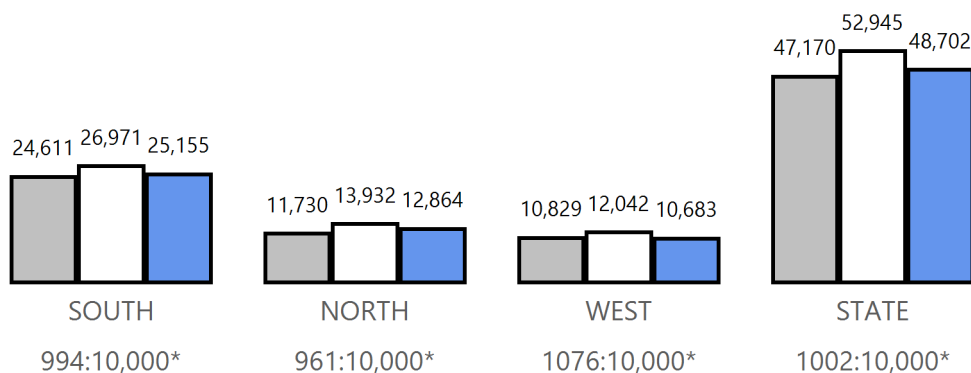 52,945
47,170
48,702
24,611 26,971 25,155
11,730 13,932 12,864
10,829 12,042 10,683
SOUTH NORTH WEST STATE
994:10,000* 961:10,000* 1076:10,000* 1002:10,000*